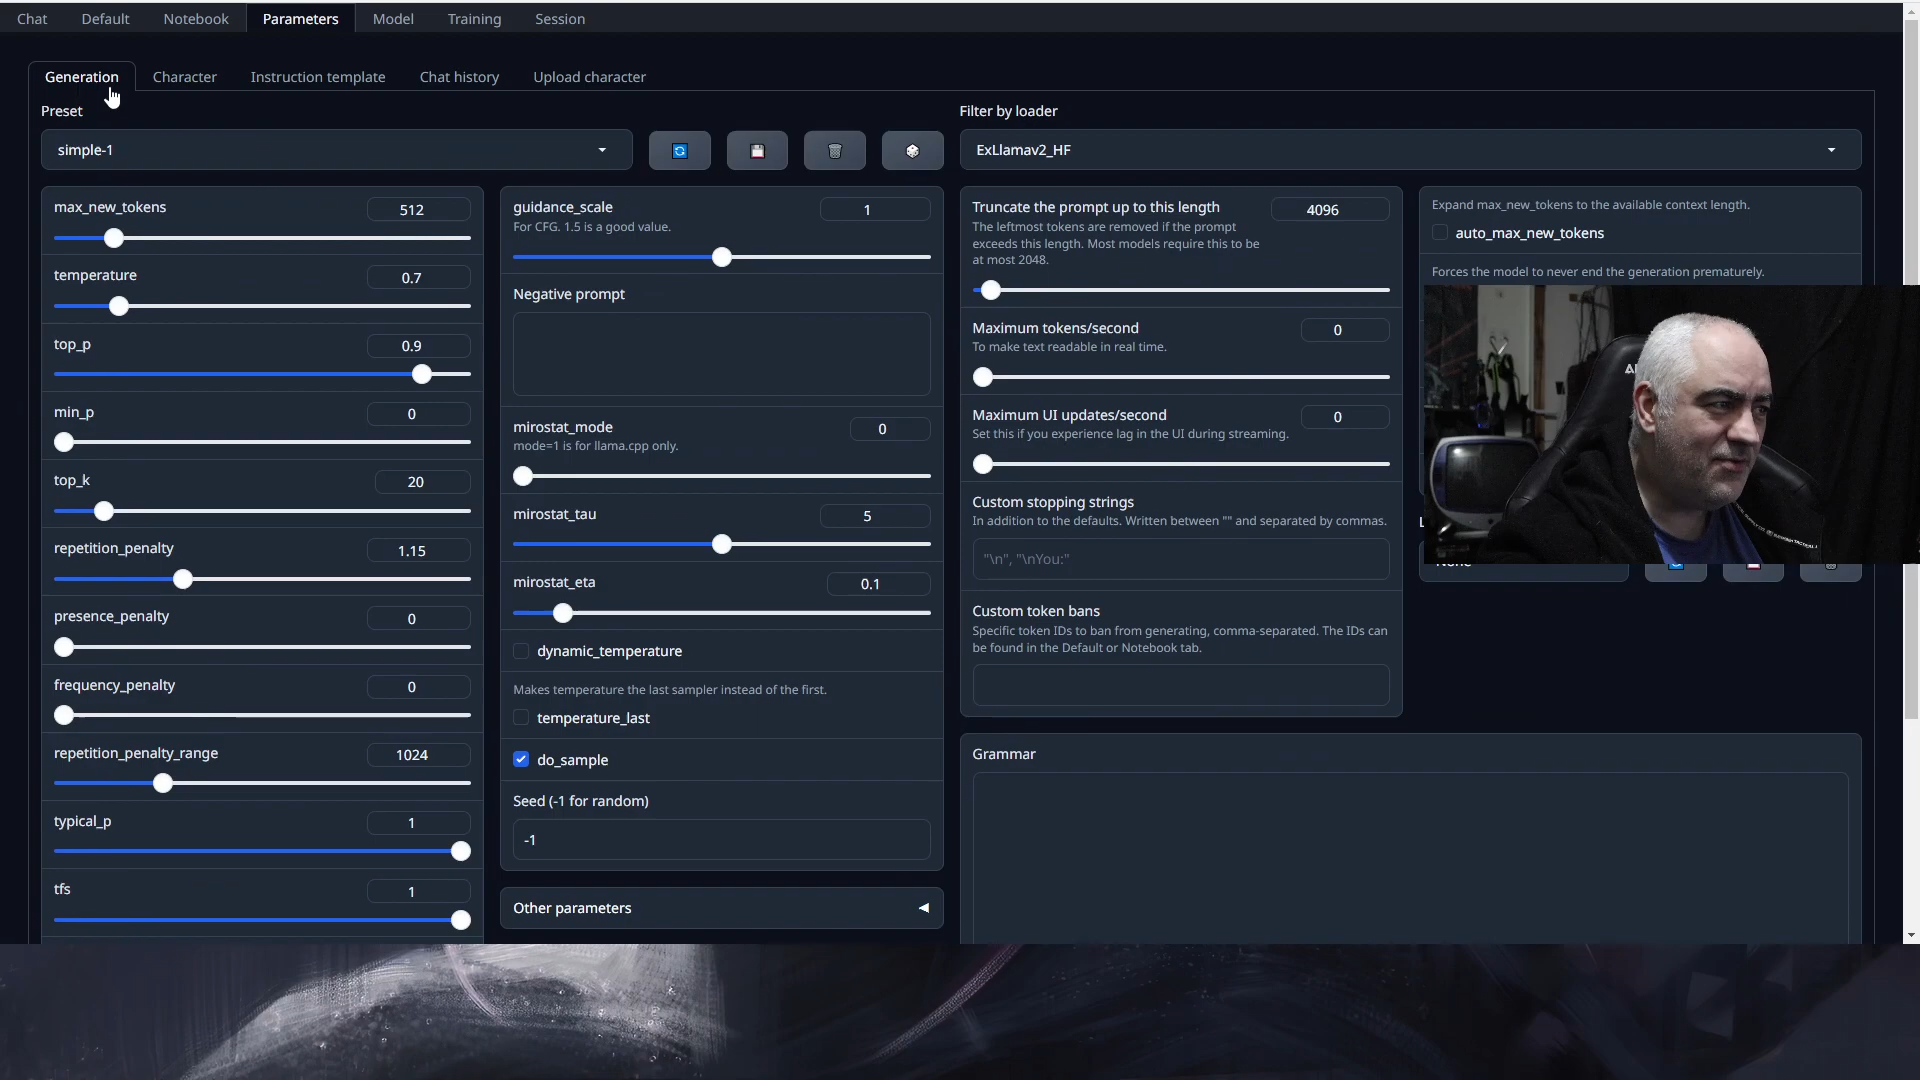 Chat Default Notebook Parameters Model Training Session
Generation Character Instruction template Chat history Upload character
Preset
simple-1
Filter by loader
ExLlamav2_HF
max_new_tokens 512
temperature 0.7
top_p 0.9
min_p 0
top_k 20
repetition_penalty 1.15
presence_penalty 0
frequency_penalty 0
repetition_penalty_range 1024
typical_p 1
tfs 1
guidance_scale 1
For CFG. 1.5 is a good value.
Negative prompt
mirostat_mode 0
mode=1 is for llama.cpp only.
mirostat_tau 5
mirostat_eta 0.1
dynamic_temperature
Makes temperature the last sampler instead of the first.
temperature_last
do_sample
Seed (-1 for random)
-1
Other parameters
Truncate the prompt up to this length 4096
The leftmost tokens are removed if the prompt
exceeds this length. Most models require this to be
at most 2048.
Maximum tokens/second 0
To make text readable in real time.
Maximum UI updates/second 0
Set this if you experience lag in the UI during streaming.
Custom stopping strings
In addition to the defaults. Written between "" and separated by commas.
"\n", "\nYou:"
Custom token bans
Specific token IDs to ban from generating, comma-separated. The IDs can
be found in the Default or Notebook tab.
Grammar
Expand max_new_tokens to the available context length.
auto_max_new_tokens
Forces the model to never end the generation prematurely.